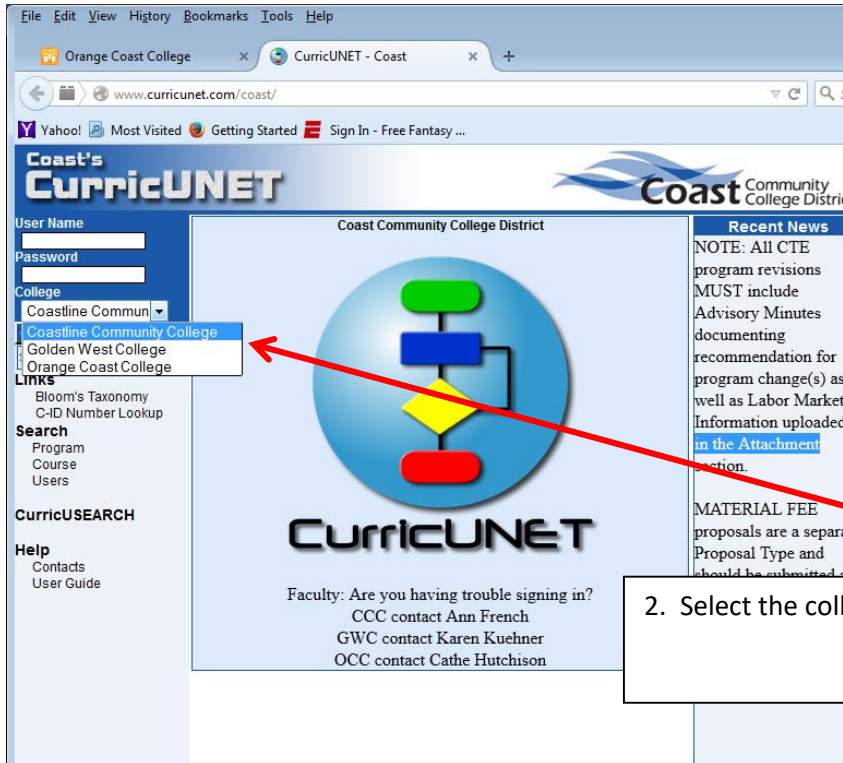 File Edit View History Bookmarks Tools Help
Orange Coast College
CurricUNET - Coast
www.curricunet.com/coast/
Yahoo! Most Visited Getting Started Sign In - Free Fantasy ...
Coast's
CurricUNET
Coast Community
College
User Name
Password
College
Coastline Commun
Coastline Community College
Golden West College
Orange Coast College
Links
Bloom's Taxonomy
C-ID Number Lookup
Search
Program
Course
Users
CurricUSEARCH
Help
Contacts
User Guide
Coast Community College District
CurricUNET
Faculty: Are you having trouble signing in?
CCC contact Ann French
GWC contact Karen Kuehner
OCC contact Cathe Hutchison
Recent News
NOTE: All CTE
program revisions
MUST include
Advisory Minutes
documenting
recommendation for
program change(s) as
well as Labor Market
Information uploaded
in the Attachment
section.
MATERIAL FEE
proposals are a
Proposal Type and
should be submitted
2. Select the